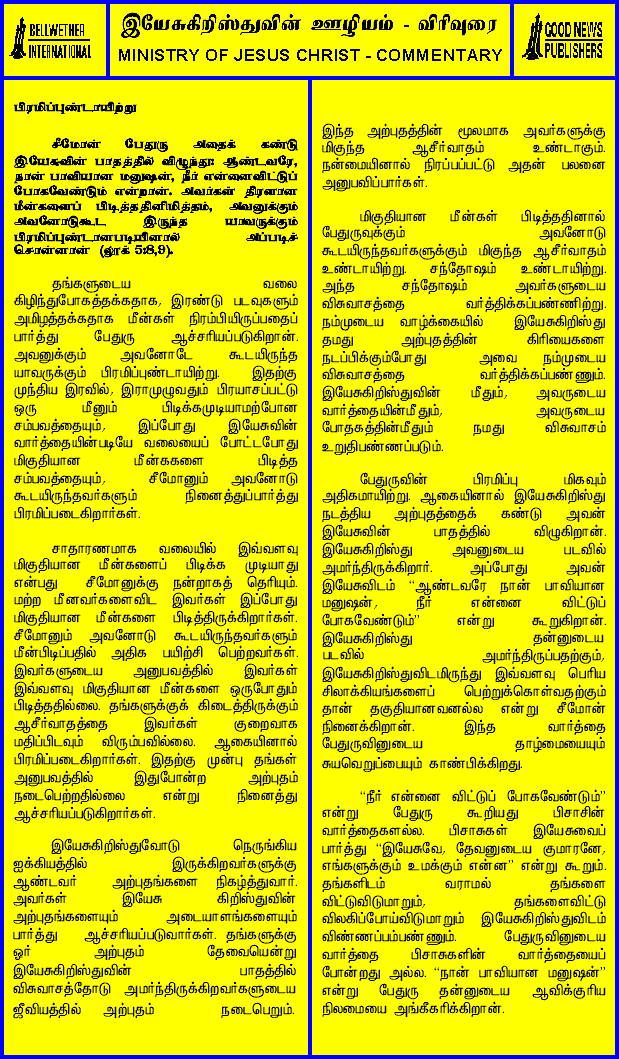 BELLWETHER
INTERNATIONAL
இயேசுகிறிஸ்துவின் ஊழியம் - விரிவுரை
MINISTRY OF JESUS CHRIST - COMMENTARY
GOOD NEWS
PUBLISHERS
பிரமிப்புண்டாயிற்று
சீமோன் பேதுரு அதைக் கண்டு
இயேசுவின் பாதத்தில் விழுந்து: ஆண்டவரே,
நான் பாவியான மனுஷன், நீர் என்னைவிட்டுப்
போகவேண்டும் என்றான். அவர்கள் திரளான
மீன்களைப் பிடித்ததினிமித்தம், அவனுக்கும்
அவனோடுகூட இருந்த யாவருக்கும்
பிரமிப்புண்டானபடியினால் அப்படிச்
சொன்னான் (லூக் 5:8,9).
தங்களுடைய வலை
கிழிந்துபோகத்தக்கதாக, இரண்டு படவுகளும்
அமிழத்தக்கதாக மீன்கள் நிரம்பியிருப்பதைப்
பார்த்து பேதுரு ஆச்சரியப்படுகிறான்.
அவனுக்கும் அவனோடே கூடயிருந்த
யாவருக்கும் பிரமிப்புண்டாயிற்று. இதற்கு
முந்திய இரவில், இராமுழுவதும் பிரயாசப்பட்டு
ஒரு மீனும் பிடிக்கமுடியாமற்போன
சம்பவத்தையும், இப்போது இயேசுவின்
வார்த்தையின்படியே வலையைப் போட்டபோது
மிகுதியான மீன்ககளை பிடித்த
சம்பவத்தையும், சீமோனும் அவனோடு
கூடயிருந்தவர்களும் நினைத்துப்பார்த்து
பிரமிப்படைகிறார்கள்.
சாதாரணமாக வலையில் இவ்வளவு
மிகுதியான மீன்களைப் பிடிக்க முடியாது
என்பது சீமோனுக்கு நன்றாகத் தெரியும்.
மற்ற மீனவர்களைவிட இவர்கள் இப்போது
மிகுதியான மீன்களை பிடித்திருக்கிறார்கள்.
சீமோனும் அவனோடு கூடயிருந்தவர்களும்
மீன்பிடிப்பதில் அதிக பயிற்சி பெற்றவர்கள்.
இவர்களுடைய அனுபவத்தில் இவர்கள்
இவ்வளவு மிகுதியான மீன்களை ஒருபோதும்
பிடித்ததில்லை. தங்களுக்குக் கிடைத்திருக்கும்
ஆசீர்வாதத்தை இவர்கள் குறைவாக
மதிப்பிடவும் விரும்பவில்லை. ஆகையினால்
பிரமிப்படைகிறார்கள். இதற்கு முன்பு தங்கள்
அனுபவத்தில் இதுபோன்ற அற்புதம்
நடைபெற்றதில்லை என்று நினைத்து
ஆச்சரியப்படுகிறார்கள்.
இயேசுகிறிஸ்துவோடு நெருங்கிய
ஐக்கியத்தில் இருக்கிறவர்களுக்கு
ஆண்டவர் அற்புதங்களை நிகழ்த்துவார்.
அவர்கள் இயேசு கிறிஸ்துவின்
அற்புதங்களையும் அடையாளங்களையும்
பார்த்து ஆச்சரியப்படுவார்கள். தங்களுக்கு
ஓர் அற்புதம் தேவையென்று
இயேசுகிறிஸ்துவின் பாதத்தில்
விசுவாசத்தோடு அமர்ந்திருக்கிறவர்களுடைய
ஜீவியத்தில் அற்புதம் நடைபெறும்.
இந்த அற்புதத்தின் மூலமாக அவர்களுக்கு
மிகுந்த ஆசீர்வாதம் உண்டாகும்.
நன்மையினால் நிரப்பப்பட்டு அதன் பலனை
அனுபவிப்பார்கள்.
மிகுதியான மீன்கள் பிடித்ததினால்
பேதுருவுக்கும் அவனோடு
கூடயிருந்தவர்களுக்கும் மிகுந்த ஆசீர்வாதம்
உண்டாயிற்று. சந்தோஷம் உண்டாயிற்று.
அந்த சந்தோஷம் அவர்களுடைய
விசுவாசத்தை வர்த்திக்கப்பண்ணிற்று.
நம்முடைய வாழ்க்கையில் இயேசுகிறிஸ்து
தமது அற்புதத்தின் கிரியைகளை
நடப்பிக்கும்போது அவை நம்முடைய
விசுவாசத்தை வர்த்திக்கப்பண்ணும்.
இயேசுகிறிஸ்துவின் மீதும், அவருடைய
வார்த்தையின்மீதும், அவருடைய
போதகத்தின்மீதும் நமது விசுவாசம்
உறுதிபண்ணப்படும்.
பேதுருவின் பிரமிப்பு மிகவும்
அதிகமாயிற்று. ஆகையினால் இயேசுகிறிஸ்து
நடத்திய அற்புதத்தைக் கண்டு அவன்
இயேசுவின் பாதத்தில் விழுகிறான்.
இயேசுகிறிஸ்து அவனுடைய படவில்
அமர்ந்திருக்கிறார். அப்போது அவன்
இயேசுவிடம் “ஆண்டவரே நான் பாவியான
மனுஷன், நீர் என்னை விட்டுப்
போகவேண்டும்” என்று கூறுகிறான்.
இயேசுகிறிஸ்து தன்னுடைய
படவில் அமர்ந்திருப்பதற்கும்,
இயேசுகிறிஸ்துவிடமிருந்து இவ்வளவு பெரிய
சிலாக்கியங்களைப் பெற்றுக்கொள்வதற்கும்
தான் தகுதியானவனல்ல என்று சீமோன்
நினைக்கிறான். இந்த வார்த்தை
பேதுருவினுடைய தாழ்மையையும்
சுயவெறுப்பையும் காண்பிக்கிறது.
“நீர் என்னை விட்டுப் போகவேண்டும்”
என்று பேதுரு கூறியது பிசாசின்
வார்த்தைகளல்ல. பிசாசுகள் இயேசுவைப்
பார்த்து “இயேசுவே, தேவனுடைய குமாரனே,
எங்களுக்கும் உமக்கும் என்ன” என்று கூறும்.
தங்களிடம் வராமல் தங்களை
விட்டுவிடுமாறும், தங்களைவிட்டு
விலகிப்போய்விடுமாறும் இயேசுகிறிஸ்துவிடம்
விண்ணப்பம்பண்ணும். பேதுருவினுடைய
வார்த்தை பிசாசுகளின் வார்த்தையைப்
போன்றது அல்ல. “நான் பாவியான மனுஷன்”
என்று பேதுரு தன்னுடைய ஆவிக்குரிய
நிலமையை அங்கீகரிக்கிறான்.